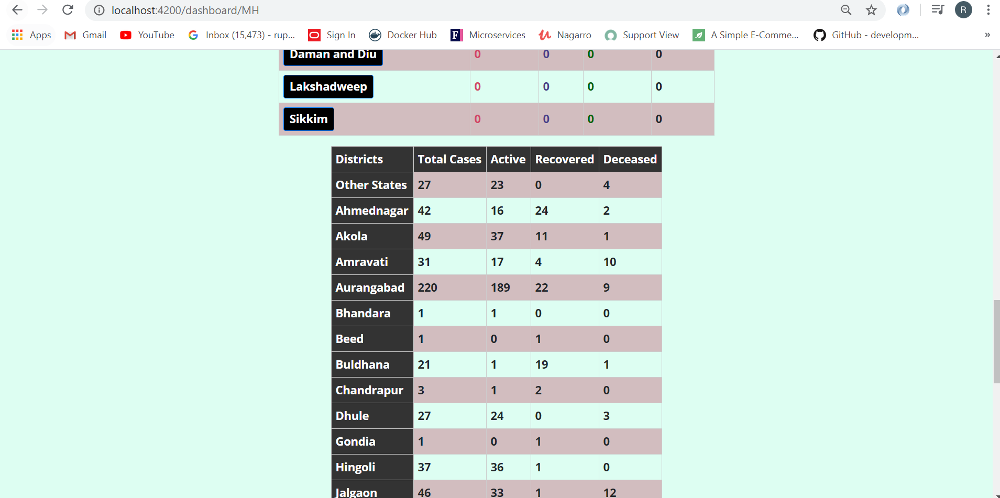 localhost:4200/dashboard/MH
R
Apps Gmail YouTube Inbox (15,473) - rup... Sign In Docker Hub F Microservices Nagarro Support View A Simple E-Comme... GitHub - developm... »
Daman and Diu 0 0 0 0
Lakshadweep 0 0 0 0
Sikkim 0 0 0 0
Districts Total Cases Active Recovered Deceased
Other States 27 23 0 4
Ahmednagar 42 16 24 2
Akola 49 37 11 1
Amravati 31 17 4 10
Aurangabad 220 189 22 9
Bhandara 1 1 0 0
Beed 1 0 1 0
Buldhana 21 1 19 1
Chandrapur 3 1 2 0
Dhule 27 24 0 3
Gondia 1 0 1 0
Hingoli 37 36 1 0
Jalgaon 46 33 1 12